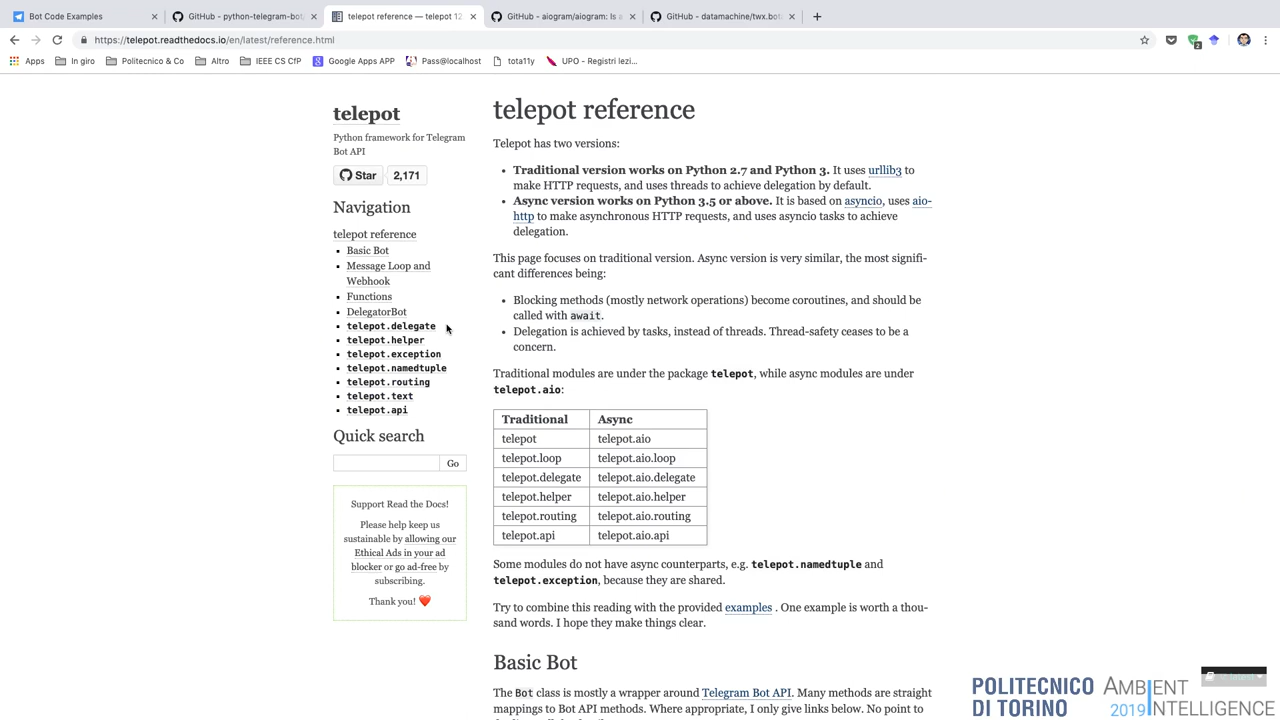 Bot Code Examples
GitHub - python-telegram-bot/
telepot reference — telepot 12
GitHub - aiogram/aiogram: Is a
GitHub - datamachine/twx.bot:
https://telepot.readthedocs.io/en/latest/reference.html
2
Apps
In giro
Politecnico & Co
Altro
IEEE CS CfP
Google Apps APP
Pass@localhost
tota11y
UPO - Registri lezi...
telepot
Python framework for Telegram
Bot API
Star
2,171
Navigation
telepot reference
Basic Bot
Message Loop and
Webhook
Functions
DelegatorBot
telepot.delegate
telepot.helper
telepot.exception
telepot.namedtuple
telepot.routing
telepot.text
telepot.api
Quick search
Go
Support Read the Docs!
Please help keep us
sustainable by allowing our
Ethical Ads in your ad
blocker or go ad-free by
subscribing.
Thank you! ❤️
telepot reference
Telepot has two versions:
Traditional version works on Python 2.7 and Python 3. It uses urllib3 to
make HTTP requests, and uses threads to achieve delegation by default.
Async version works on Python 3.5 or above. It is based on asyncio, uses aio-
http to make asynchronous HTTP requests, and uses asyncio tasks to achieve
delegation.
This page focuses on traditional version. Async version is very similar, the most signifi-
cant differences being:
Blocking methods (mostly network operations) become coroutines, and should be
called with await.
Delegation is achieved by tasks, instead of threads. Thread-safety ceases to be a
concern.
Traditional modules are under the package telepot, while async modules are under
telepot.aio:
Traditional Async
telepot telepot.aio
telepot.loop telepot.aio.loop
telepot.delegate telepot.aio.delegate
telepot.helper telepot.aio.helper
telepot.routing telepot.aio.routing
telepot.api telepot.aio.api
Some modules do not have async counterparts, e.g. telepot.namedtuple and
telepot.exception, because they are shared.
Try to combine this reading with the provided examples . One example is worth a thou-
sand words. I hope they make things clear.
Basic Bot
The Bot class is mostly a wrapper around Telegram Bot API. Many methods are straight
mappings to Bot API methods. Where appropriate, I only give links below. No point to
latest
POLITECNICO
DI TORINO
AMBIENT
2019 INTELLIGENCE